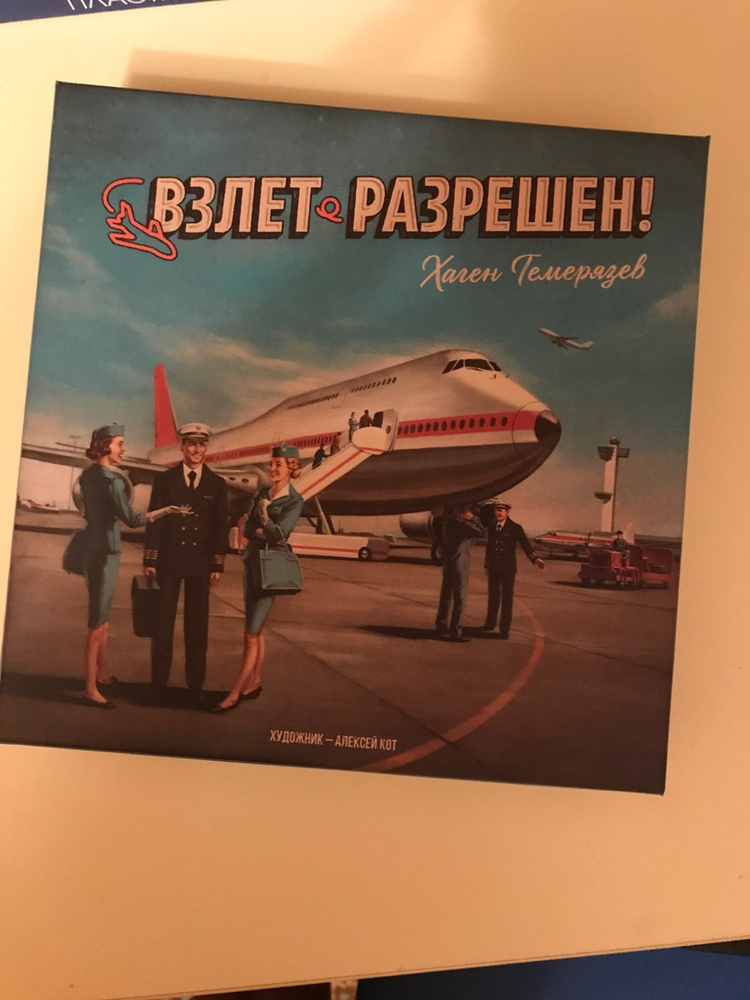 ВЗЛЕТ РАЗРЕШЕН!
Хаген Темерязев
ХУДОЖНИК – АЛЕКСЕЙ КОТ